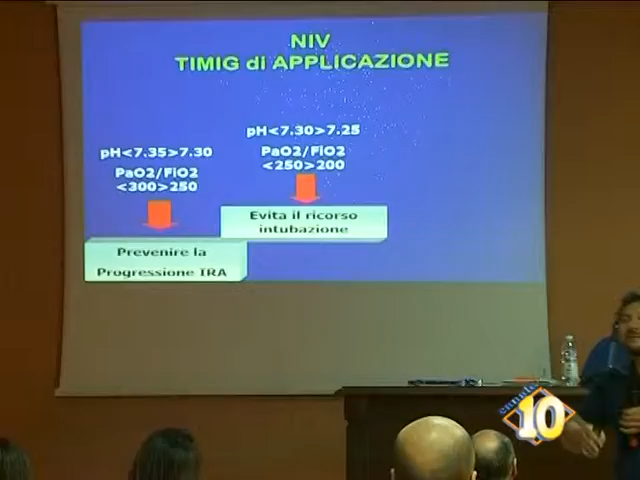 NIV
TIMIG di APPLICAZIONE
pH<7.30>7.25
PaO2/FiO2
<250>200
pH<7.35>7.30
PaO2/FiO2
<300>250
Evita il ricorso
intubazione
Prevenire la
Progressione IRA
canale
10